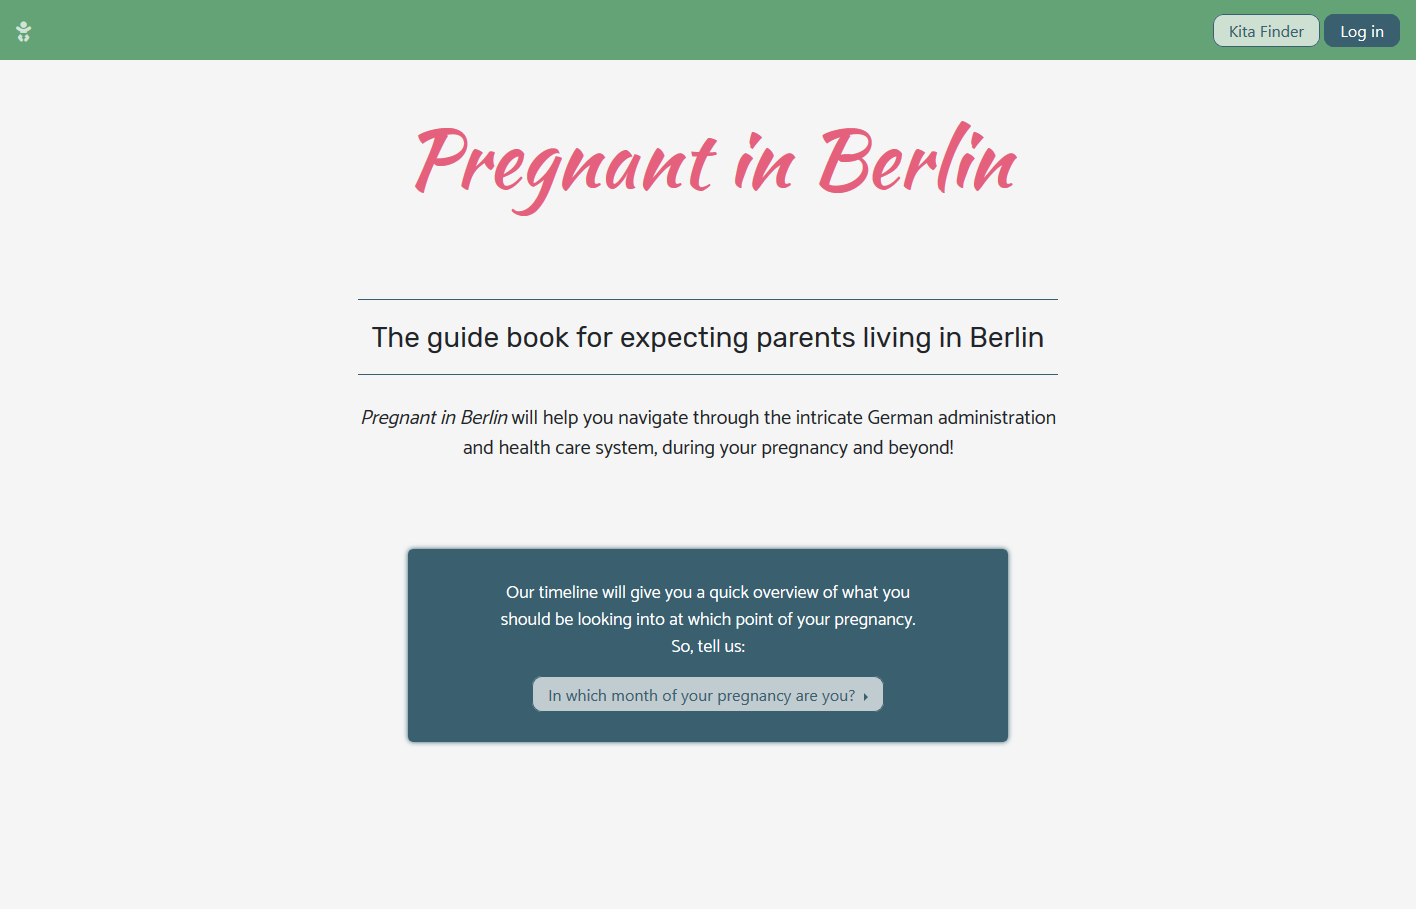 Kita Finder
Log in
Pregnant in Berlin
The guide book for expecting parents living in Berlin
Pregnant in Berlin will help you navigate through the intricate German administration
and health care system, during your pregnancy and beyond!
Our timeline will give you a quick overview of what you
should be looking into at which point of your pregnancy.
So, tell us:
In which month of your pregnancy are you?